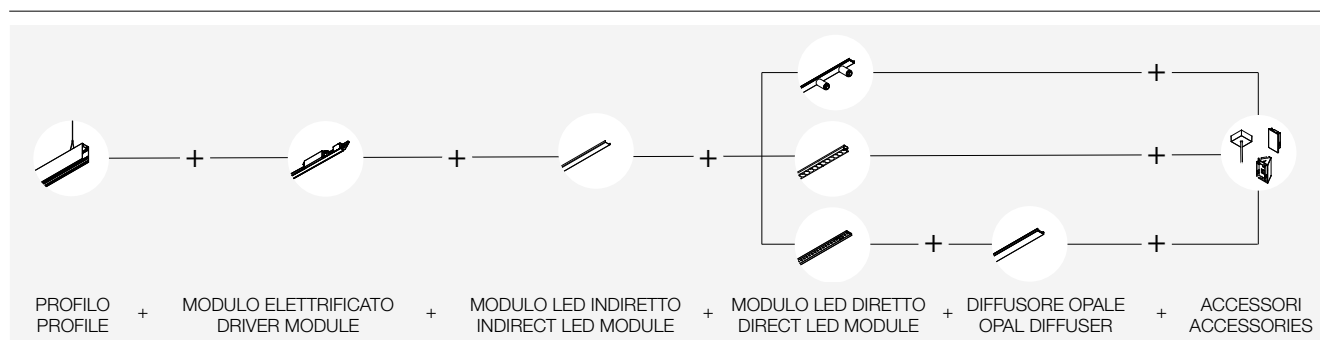 PROFILO + MODULO ELETTRIFICATO + MODULO LED INDIRETTO + MODULO LED DIRETTO + DIFFUSORE OPALE + ACCESSORI
PROFILE DRIVER MODULE INDIRECT LED MODULE DIRECT LED MODULE OPAL DIFFUSER ACCESSORIES